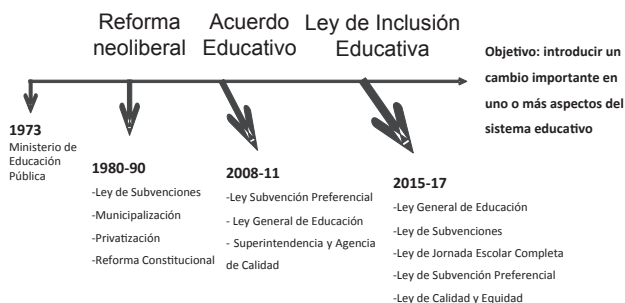 Reforma
neoliberal
Acuerdo
Educativo
Ley de Inclusión
Educativa
Objetivo: introducir un
cambio importante en
uno o más aspectos del
sistema educativo
1973
Ministerio de
Educación
Pública
1980-90
-Ley de Subvenciones
-Municipalización
-Privatización
-Reforma Constitucional
2008-11
-Ley Subvención Preferencial
- Ley General de Educación
- Superintendencia y Agencia
de Calidad
2015-17
-Ley General de Educación
-Ley de Subvenciones
-Ley de Jornada Escolar Completa
-Ley de Subvención Preferencial
-Ley de Calidad y Equidad